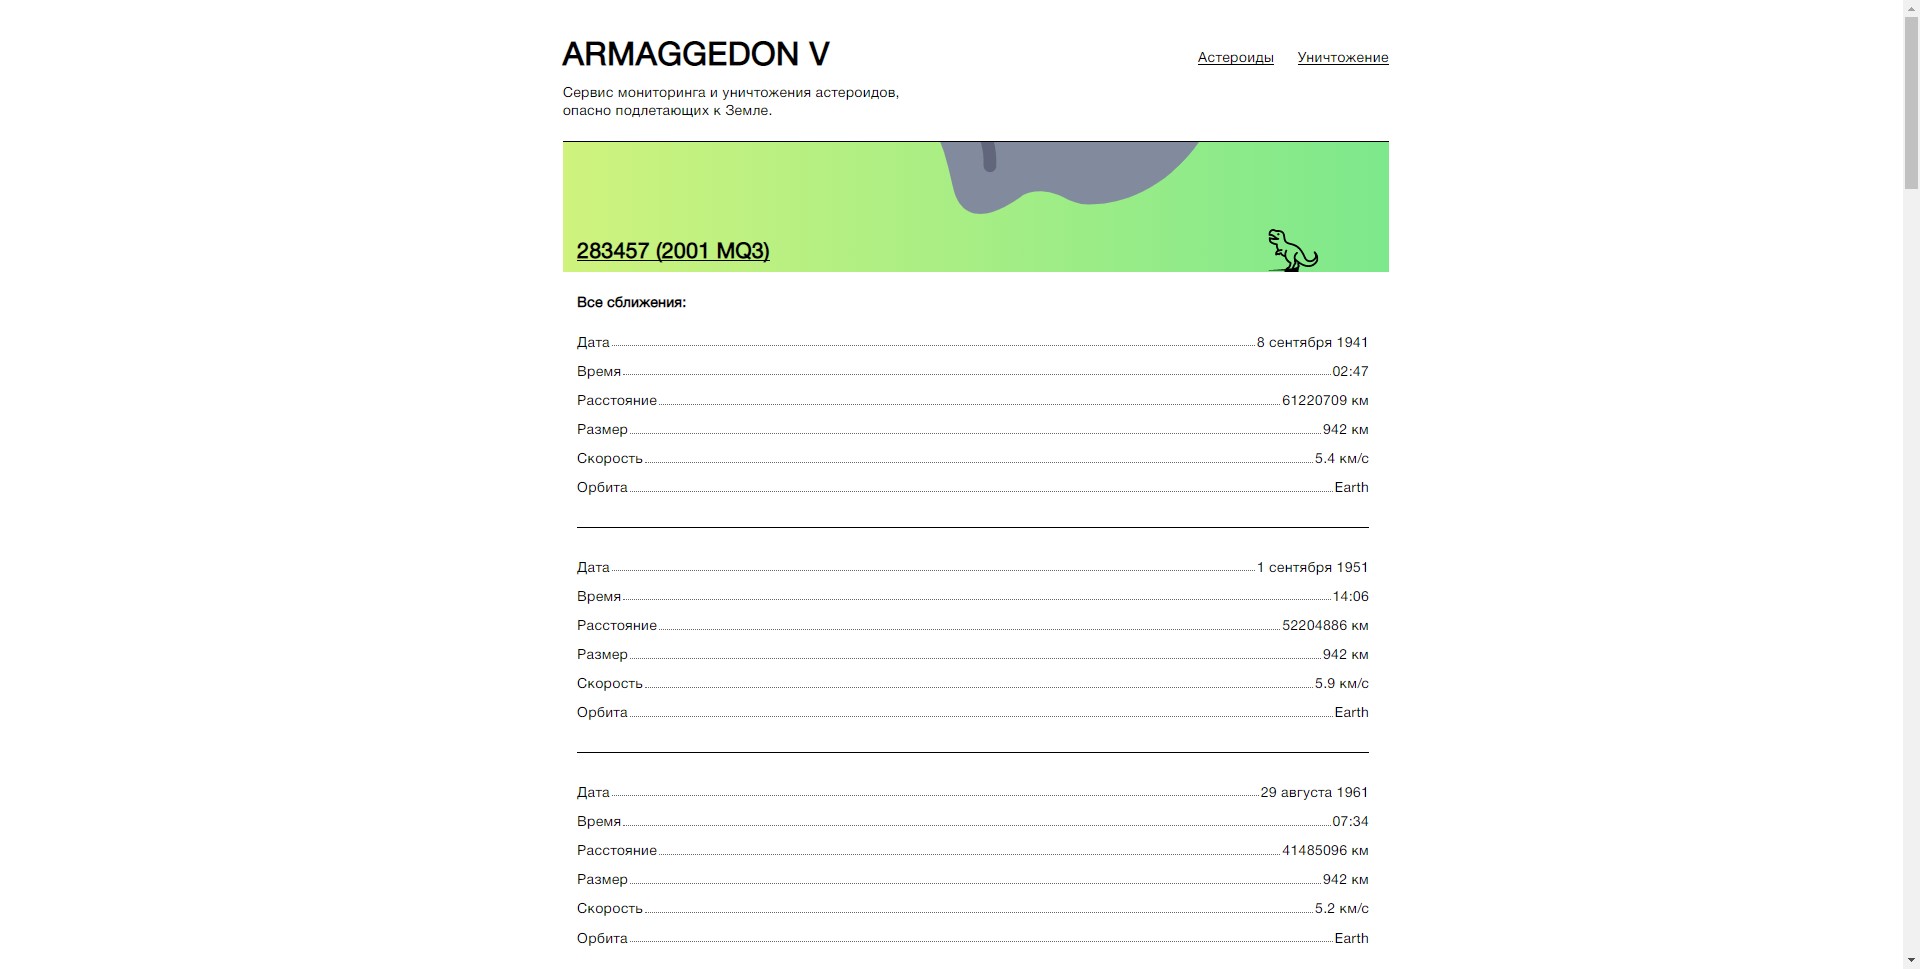 ARMAGGEDON V
Астероиды Уничтожение
Сервис мониторинга и уничтожения астероидов,
опасно подлетающих к Земле.
283457 (2001 MQ3)
Все сближения:
Дата 8 сентября 1941
Время 02:47
Расстояние 61220709 км
Размер 942 км
Скорость 5.4 км/с
Орбита Earth
Дата 1 сентября 1951
Время 14:06
Расстояние 52204886 км
Размер 942 км
Скорость 5.9 км/с
Орбита Earth
Дата 29 августа 1961
Время 07:34
Расстояние 41485096 км
Размер 942 км
Скорость 5.2 км/с
Орбита Earth